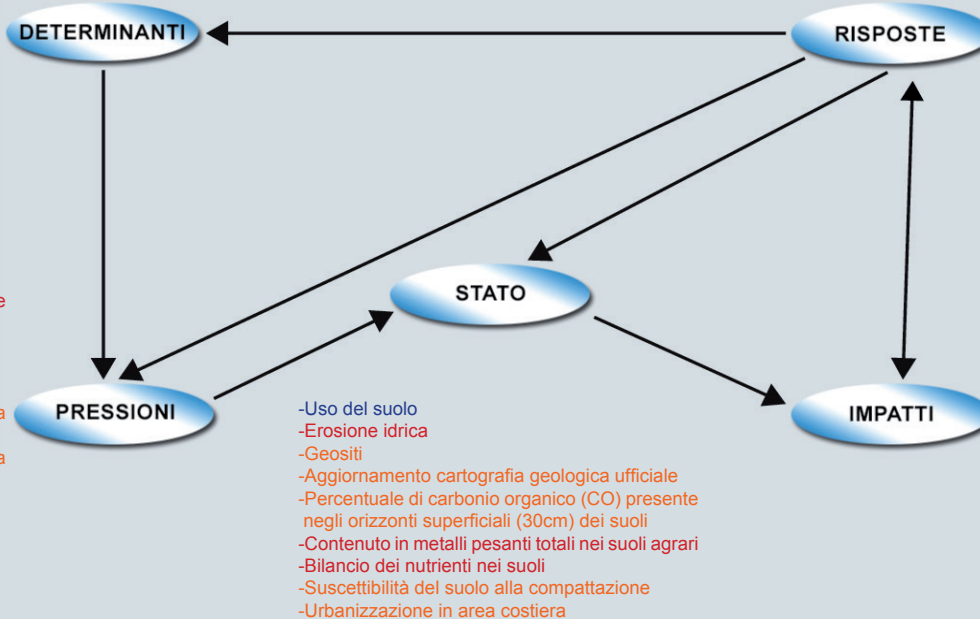 DETERMINANTI
RISPOSTE
STATO
e
PRESSIONI
IMPATTI
a
a
-Uso del suolo
-Erosione idrica
-Geositi
-Aggiornamento cartografia geologica ufficiale
-Percentuale di carbonio organico (CO) presente
negli orizzonti superficiali (30cm) dei suoli
-Contenuto in metalli pesanti totali nei suoli agrari
-Bilancio dei nutrienti nei suoli
-Suscettibilità del suolo alla compattazione
-Urbanizzazione in area costiera